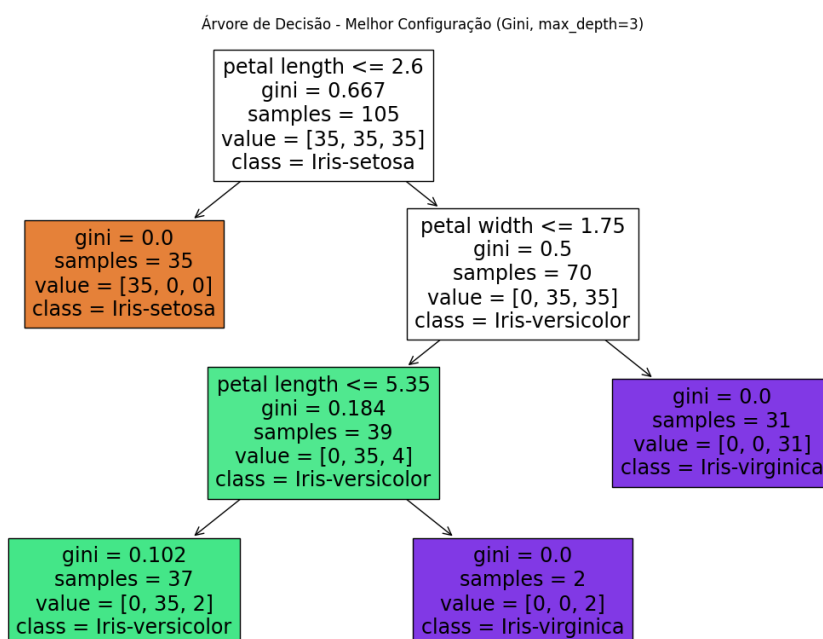 Árvore de Decisão - Melhor Configuração (Gini, max_depth=3)
petal length <= 2.6
gini = 0.667
samples = 105
value = [35, 35, 35]
class = Iris-setosa
gini = 0.0
samples = 35
value = [35, 0, 0]
class = Iris-setosa
petal width <= 1.75
gini = 0.5
samples = 70
value = [0, 35, 35]
class = Iris-versicolor
petal length <= 5.35
gini = 0.184
samples = 39
value = [0, 35, 4]
class = Iris-versicolor
gini = 0.0
samples = 31
value = [0, 0, 31]
class = Iris-virginica
gini = 0.102
samples = 37
value = [0, 35, 2]
class = Iris-versicolor
gini = 0.0
samples = 2
value = [0, 0, 2]
class = Iris-virginica